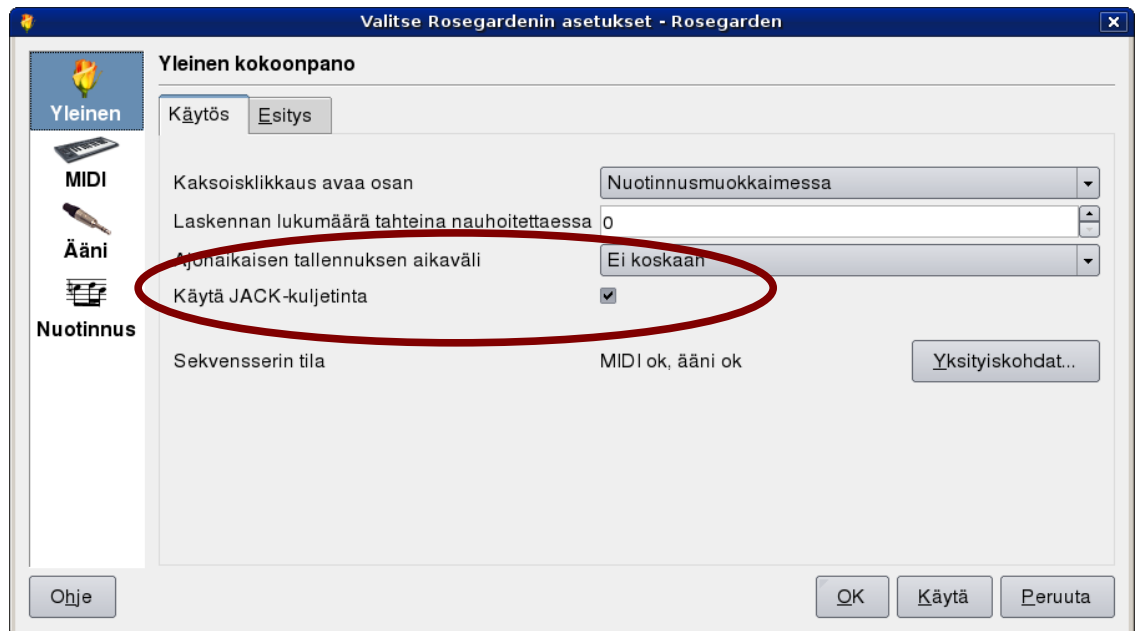 Valitse Rosegardenin asetukset - Rosegarden
Yleinen
MIDI
Ääni
Nuotinnus
Yleinen kokoonpano
Käytös
Esitys
Kaksoisklikkaus avaa osan
Nuotinnusmuokkaimessa
Laskennan lukumäärä tahteina nauhoitettaessa
0
Ajonaikaisen tallennuksen aikaväli
Ei koskaan
Käytä JACK-kuljetinta
Sekvensserin tila
MIDI ok, ääni ok
Yksityiskohdat...
Ohje
OK
Käytä
Peruuta